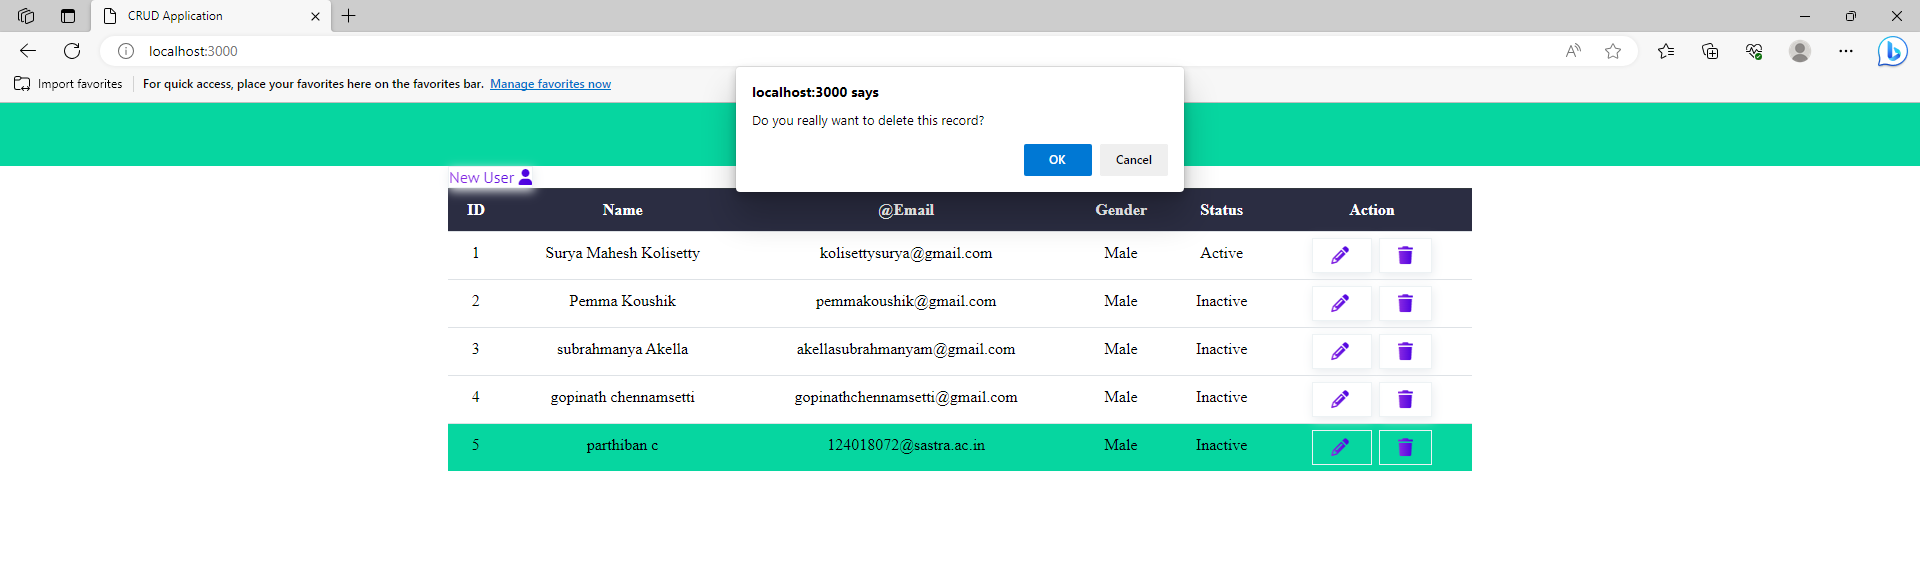 CRUD Application
localhost:3000
Import favorites
For quick access, place your favorites here on the favorites bar. Manage favorites now
localhost:3000 says
Do you really want to delete this record?
OK Cancel
New User
ID Name @Email Gender Status Action
1 Surya Mahesh Kolisetty kolisettysurya@gmail.com Male Active
2 Pemma Koushik pemmakoushik@gmail.com Male Inactive
3 subrahmanya Akella akellasubrahmanyam@gmail.com Male Inactive
4 gopinath chennamsetti gopinathchennamsetti@gmail.com Male Inactive
5 parthiban c 124018072@sastra.ac.in Male Inactive